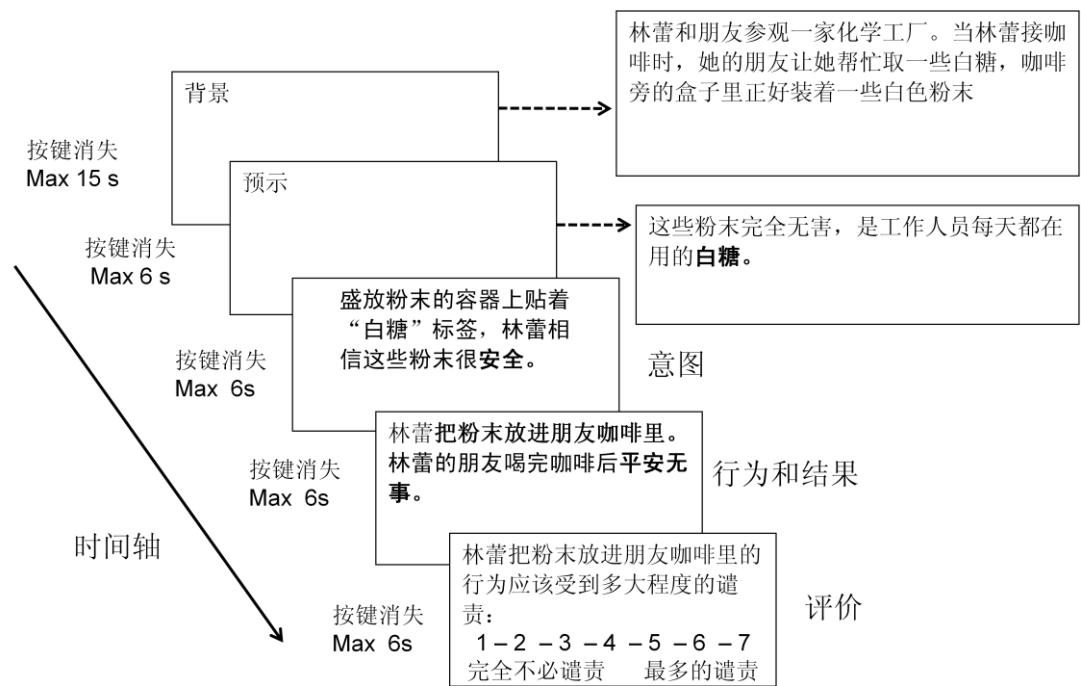 背景
林蕾和朋友参观一家化学工厂。当林蕾接咖
啡时，她的朋友让她帮忙取一些白糖，咖啡
旁的盒子里正好装着一些白色粉末
按键消失
Max 15 s
预示
这些粉末完全无害，是工作人员每天都在
用的白糖。
按键消失
Max 6 s
盛放粉末的容器上贴着
“白糖”标签，林蕾相
信这些粉末很安全。
意图
按键消失
Max 6s
林蕾把粉末放进朋友咖啡里。
林蕾的朋友喝完咖啡后平安无
事。
行为和结果
按键消失
Max 6s
时间轴
林蕾把粉末放进朋友咖啡里的
行为应该受到多大程度的谴
责：
1 – 2 – 3 – 4 – 5 – 6 – 7
完全不必谴责 最多的谴责
评价
按键消失
Max 6s